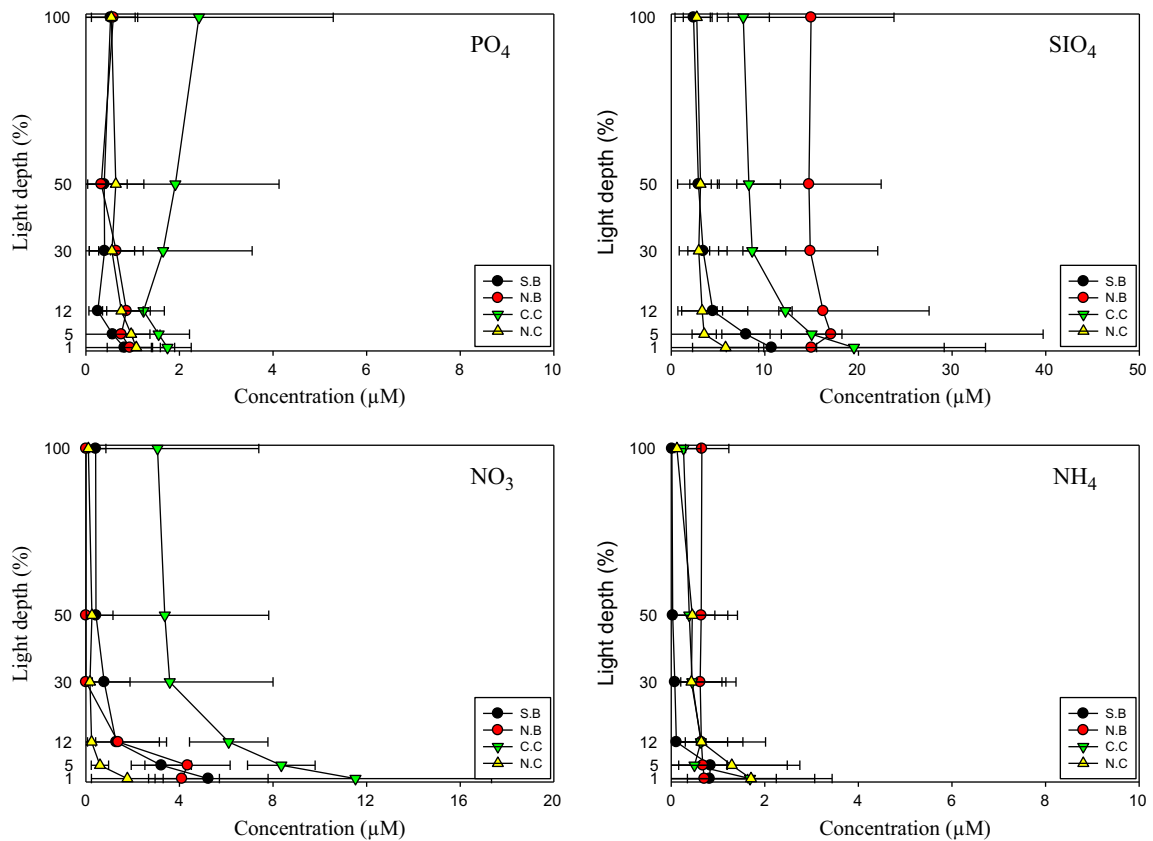 PO4
Light depth (%)
100
50
30
12
5
1
S.B
N.B
C.C
N.C
0 2 4 6 8 10
Concentration (µM)
SIO4
Light depth (%)
100
50
30
12
5
1
S.B
N.B
C.C
N.C
0 10 20 30 40 50
Concentration (µM)
NO3
Light depth (%)
100
50
30
12
5
1
S.B
N.B
C.C
N.C
0 4 8 12 16 20
Concentration (µM)
NH4
Light depth (%)
100
50
30
12
5
1
S.B
N.B
C.C
N.C
0 2 4 6 8 10
Concentration (µM)